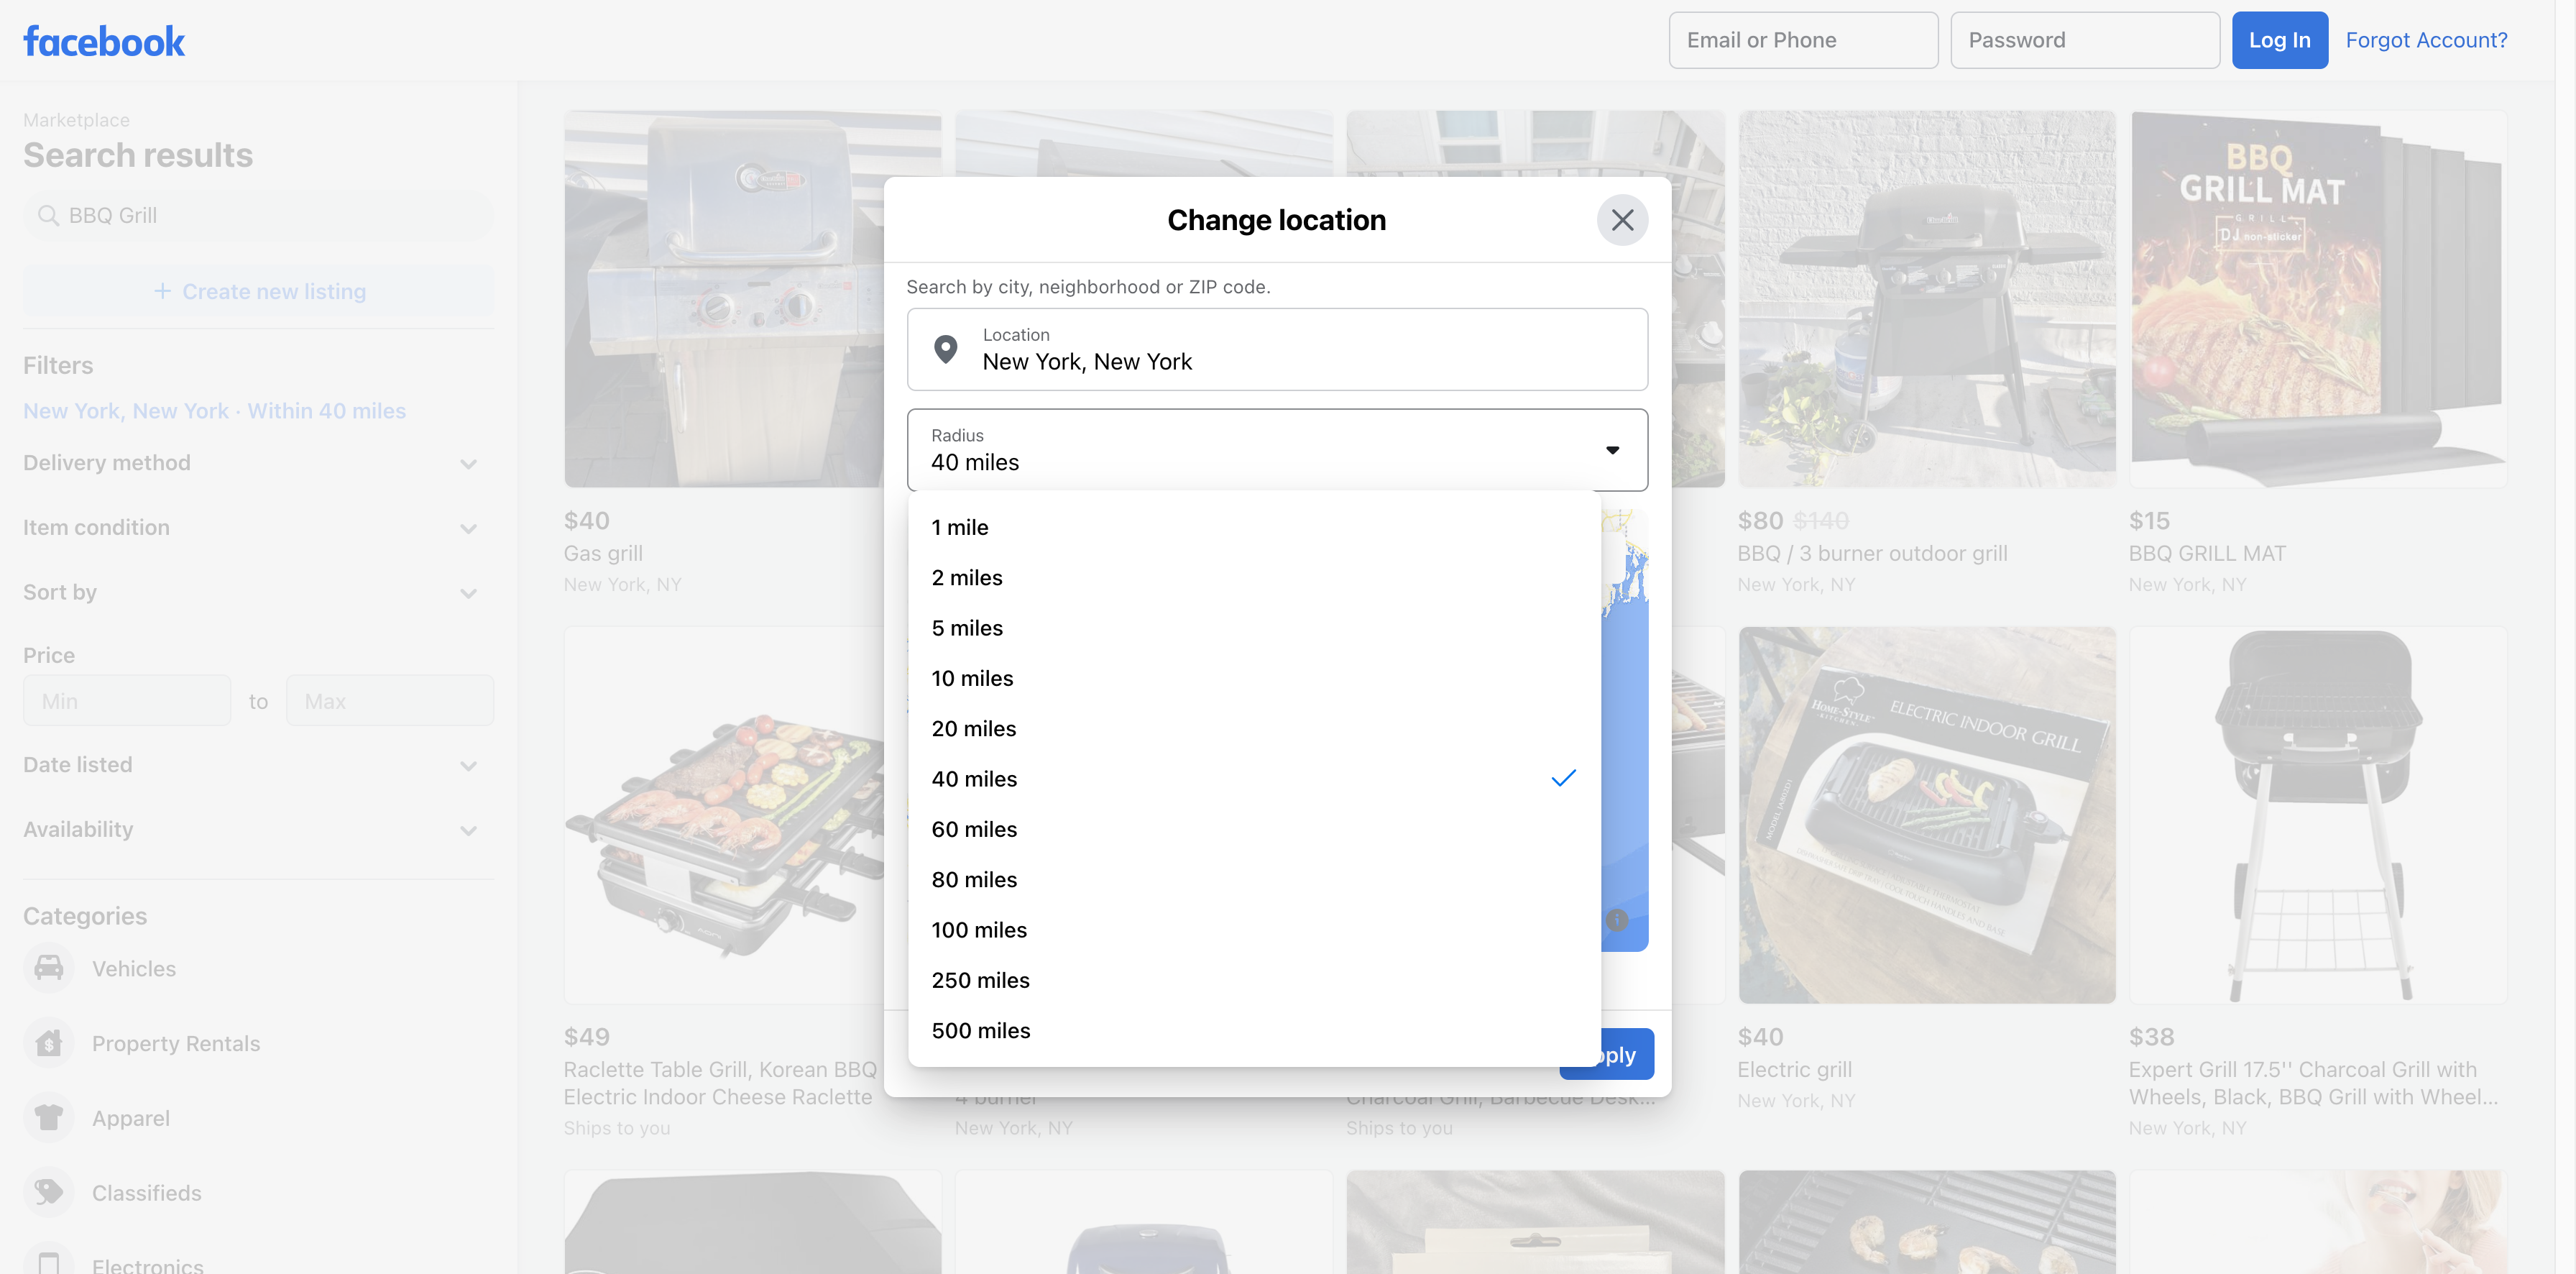 facebook
Email or Phone
Password
Log In
Forgot Account?
Marketplace
Search results
BBQ Grill
+ Create new listing
Filters
New York, New York · Within 40 miles
Delivery method
Item condition
Sort by
Price
Min
to
Max
Date listed
Availability
Categories
Vehicles
Property Rentals
Apparel
Classifieds
Electronics
Change location
Search by city, neighborhood or ZIP code.
Location
New York, New York
Radius
40 miles
1 mile
2 miles
5 miles
10 miles
20 miles
40 miles
60 miles
80 miles
100 miles
250 miles
500 miles
pply
$40
Gas grill
New York, NY
$80 $140
BBQ / 3 burner outdoor grill
New York, NY
BBQ
GRILL MAT
GRILL
DJ non-sticker
$15
BBQ GRILL MAT
New York, NY
$49
Raclette Table Grill, Korean BBQ
Electric Indoor Cheese Raclette
Ships to you
4 burner
New York, NY
Charcoal Grill, Barbecue Desk...
Ships to you
HOME-STYLE
KITCHEN
ELECTRIC INDOOR GRILL
$40
Electric grill
New York, NY
$38
Expert Grill 17.5'' Charcoal Grill with
Wheels, Black, BBQ Grill with Wheel...
New York, NY